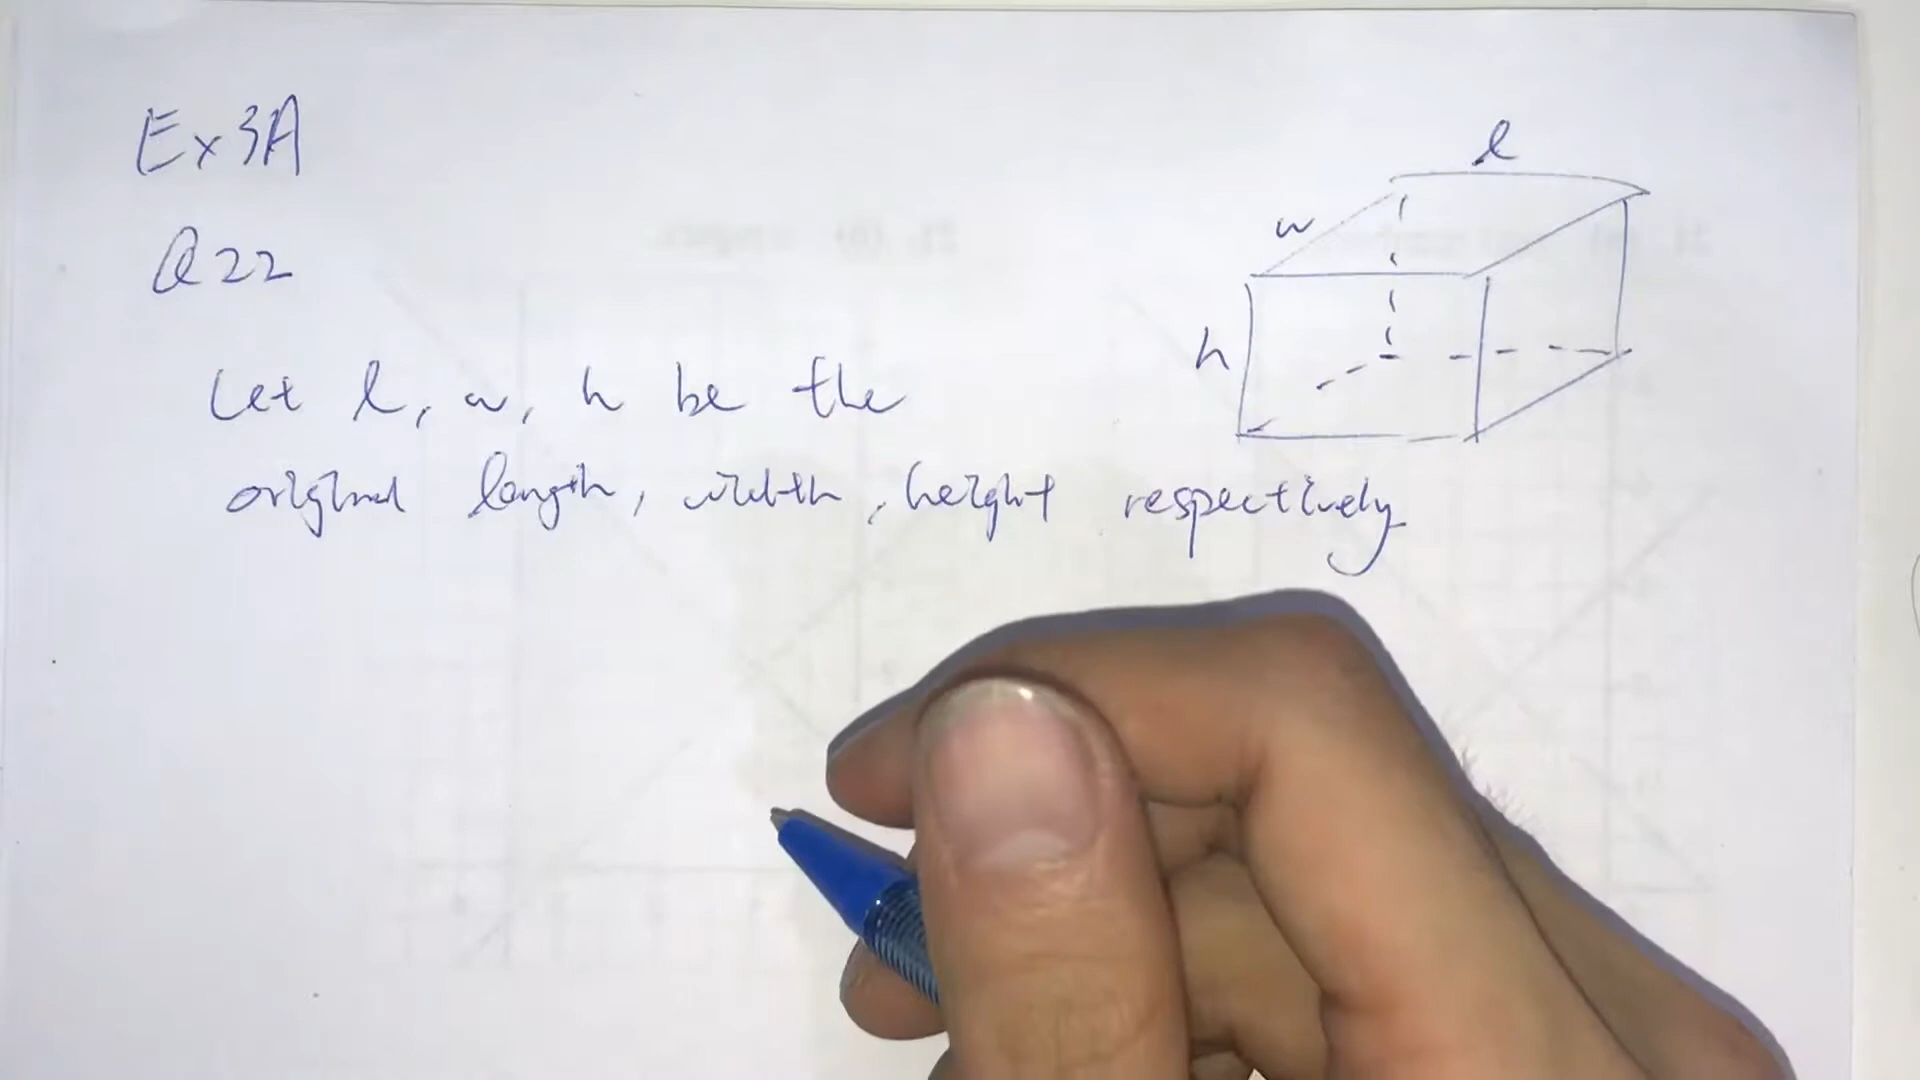 Ex 3A
Q22
l
w
h
Let l, w, h be the
original length, width, height respectively